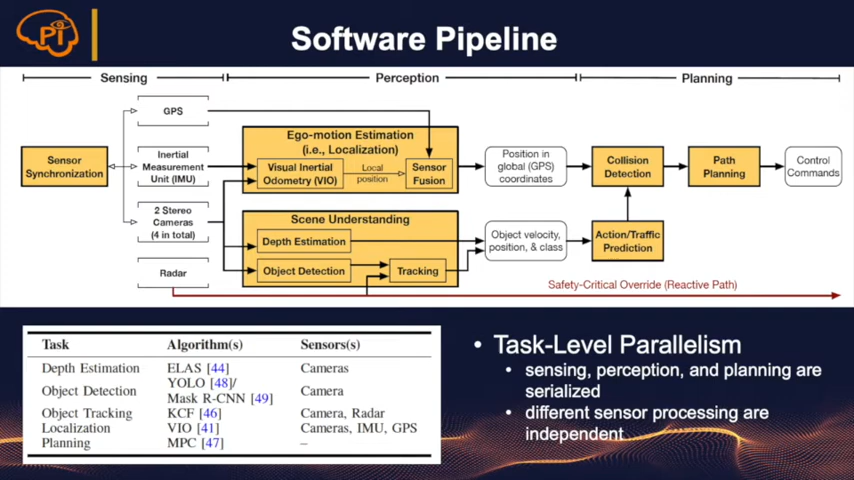 PI
Software Pipeline
Sensing
Perception
Planning
GPS
Sensor
Synchronization
Inertial
Measurement
Unit (IMU)
2 Stereo
Cameras
(4 in total)
Radar
Ego-motion Estimation
(i.e., Localization)
Visual Inertial
Odometry (VIO)
Local
position
Sensor
Fusion
Scene Understanding
Depth Estimation
Object Detection
Tracking
Position in
global (GPS)
coordinates
Object velocity,
position, & class
Collision
Detection
Path
Planning
Control
Commands
Action/Traffic
Prediction
Safety-Critical Override (Reactive Path)
Task Algorithm(s) Sensors(s)
Depth Estimation ELAS [44] Cameras
Object Detection YOLO [48]/ Camera
Mask R-CNN [49]
Object Tracking KCF [46] Camera, Radar
Localization VIO [41] Cameras, IMU, GPS
Planning MPC [47] –
• Task-Level Parallelism
• sensing, perception, and planning are
serialized
• different sensor processing are
independent